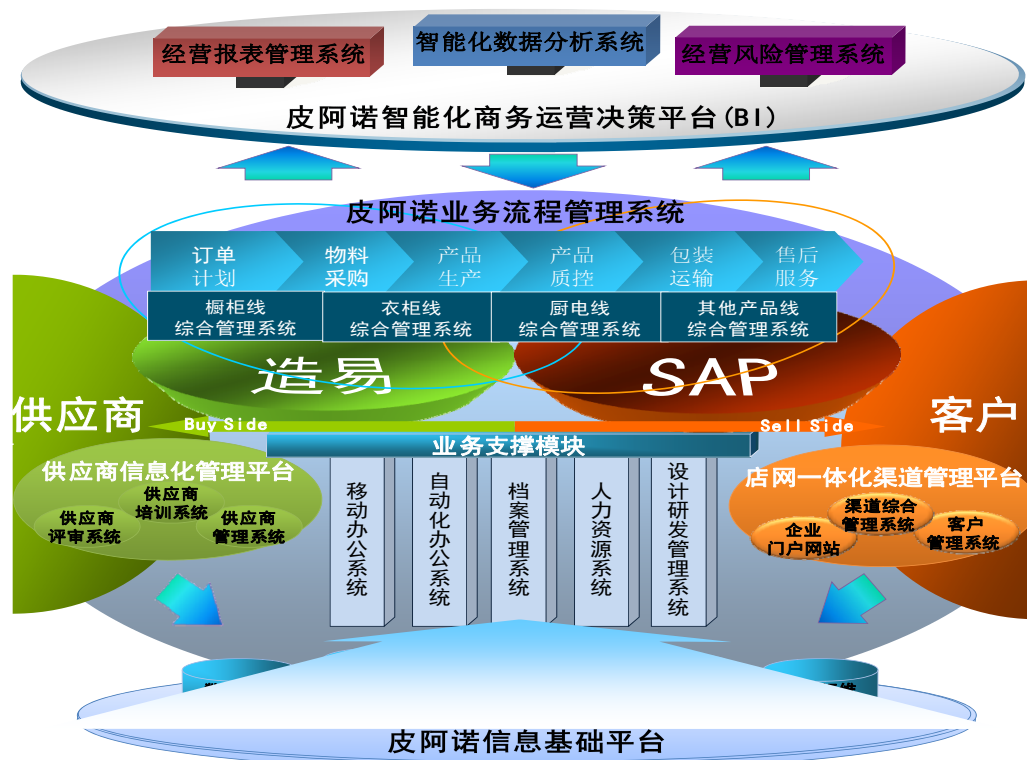 经营报表管理系统
智能化数据分析系统
经营风险管理系统
皮阿诺智能化商务运营决策平台(BI)
皮阿诺业务流程管理系统
订单
计划
物料
采购
产品
生产
产品
质控
包装
运输
售后
服务
橱柜线
综合管理系统
衣柜线
综合管理系统
厨电线
综合管理系统
其他产品线
综合管理系统
造易
SAP
供应商
客户
Buy Side
Sell Side
业务支撑模块
供应商信息化管理平台
供应商
培训系统
供应商
评审系统
供应商
管理系统
移动办公系统
自动化办公系统
档案管理系统
人力资源系统
设计研发管理系统
店网一体化渠道管理平台
渠道综合
管理系统
企业
门户网站
客户
管理系统
皮阿诺信息基础平台